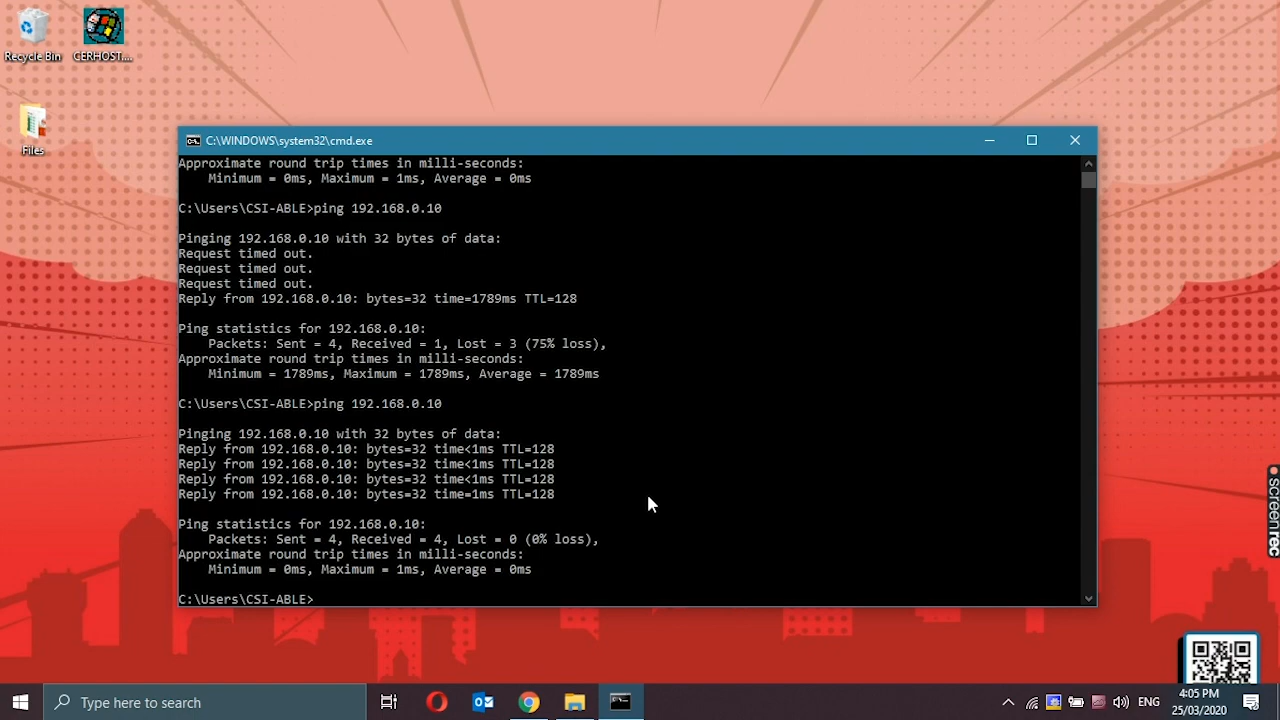 Recycle Bin
CERHOST....
Files
C:\WINDOWS\system32\cmd.exe
Approximate round trip times in milli-seconds:
    Minimum = 0ms, Maximum = 1ms, Average = 0ms
C:\Users\CSI-ABLE>ping 192.168.0.10
Pinging 192.168.0.10 with 32 bytes of data:
Request timed out.
Request timed out.
Request timed out.
Reply from 192.168.0.10: bytes=32 time=1789ms TTL=128
Ping statistics for 192.168.0.10:
    Packets: Sent = 4, Received = 1, Lost = 3 (75% loss),
Approximate round trip times in milli-seconds:
    Minimum = 1789ms, Maximum = 1789ms, Average = 1789ms
C:\Users\CSI-ABLE>ping 192.168.0.10
Pinging 192.168.0.10 with 32 bytes of data:
Reply from 192.168.0.10: bytes=32 time<1ms TTL=128
Reply from 192.168.0.10: bytes=32 time<1ms TTL=128
Reply from 192.168.0.10: bytes=32 time<1ms TTL=128
Reply from 192.168.0.10: bytes=32 time=1ms TTL=128
Ping statistics for 192.168.0.10:
    Packets: Sent = 4, Received = 4, Lost = 0 (0% loss),
Approximate round trip times in milli-seconds:
    Minimum = 0ms, Maximum = 1ms, Average = 0ms
C:\Users\CSI-ABLE>
screenrec
Type here to search
ENG
4:05 PM
25/03/2020